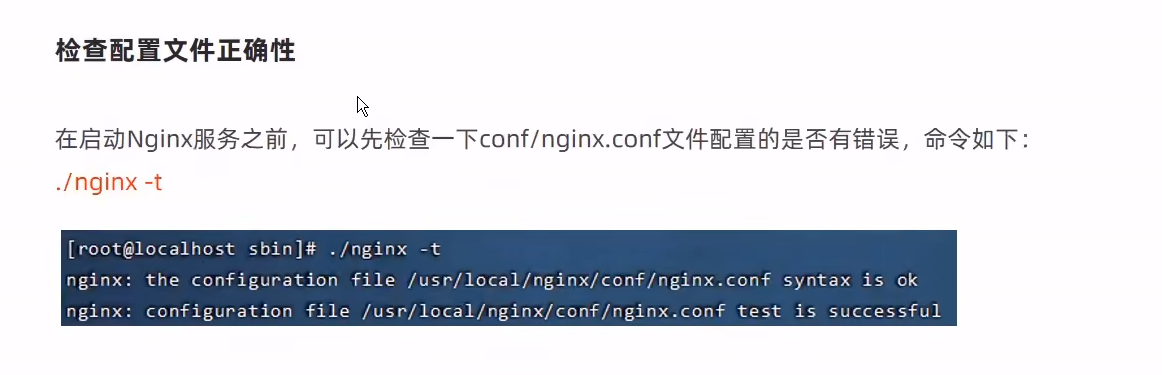 检查配置文件正确性
在启动Nginx服务之前，可以先检查一下conf/nginx.conf文件配置的是否有错误，命令如下：
./nginx -t
[root@localhost sbin]# ./nginx -t
nginx: the configuration file /usr/local/nginx/conf/nginx.conf syntax is ok
nginx: configuration file /usr/local/nginx/conf/nginx.conf test is successful